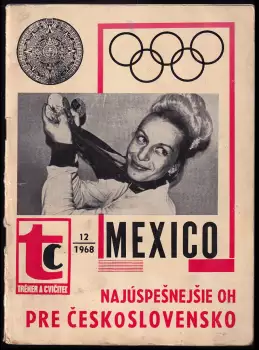 12
1968
MEXICO
tc
TRÉNER A CVIČITEĽ
NAJÚSPEŠNEJŠIE OH
PRE ČESKOSLOVENSKO